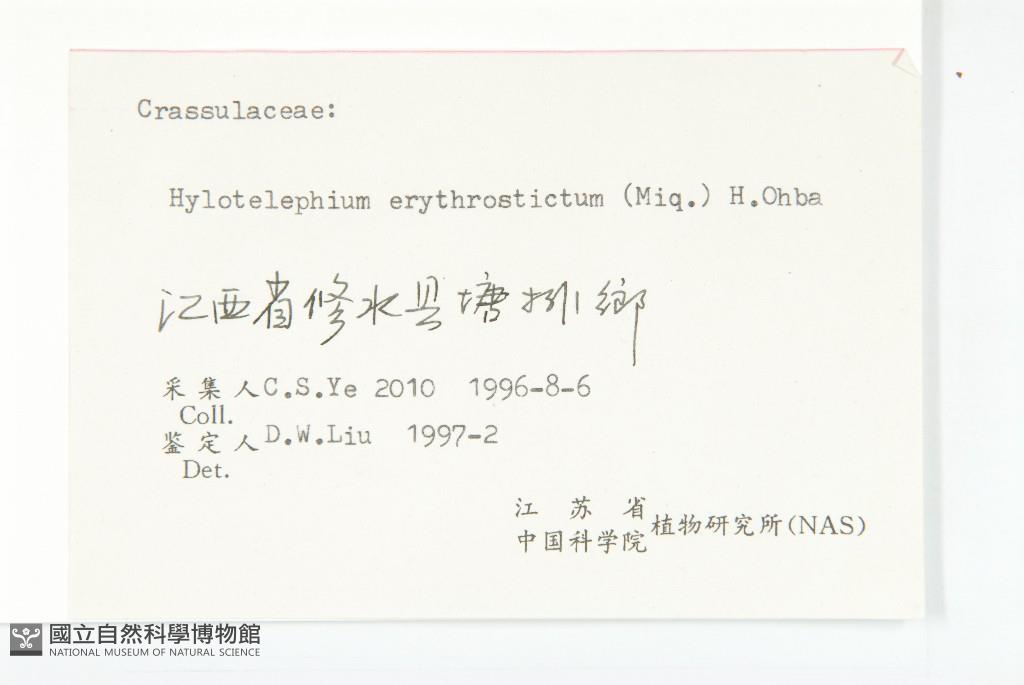 Crassulaceae:
Hylotelephium erythrostictum (Miq.) H.Ohba
江西省修水县塘排鄉
采集人 C.S.Ye 2010 1996-8-6
Coll.
鉴定人 D.W.Liu 1997-2
Det.
江苏省
中国科学院植物研究所(NAS)
國立自然科學博物館
NATIONAL MUSEUM OF NATURAL SCIENCE